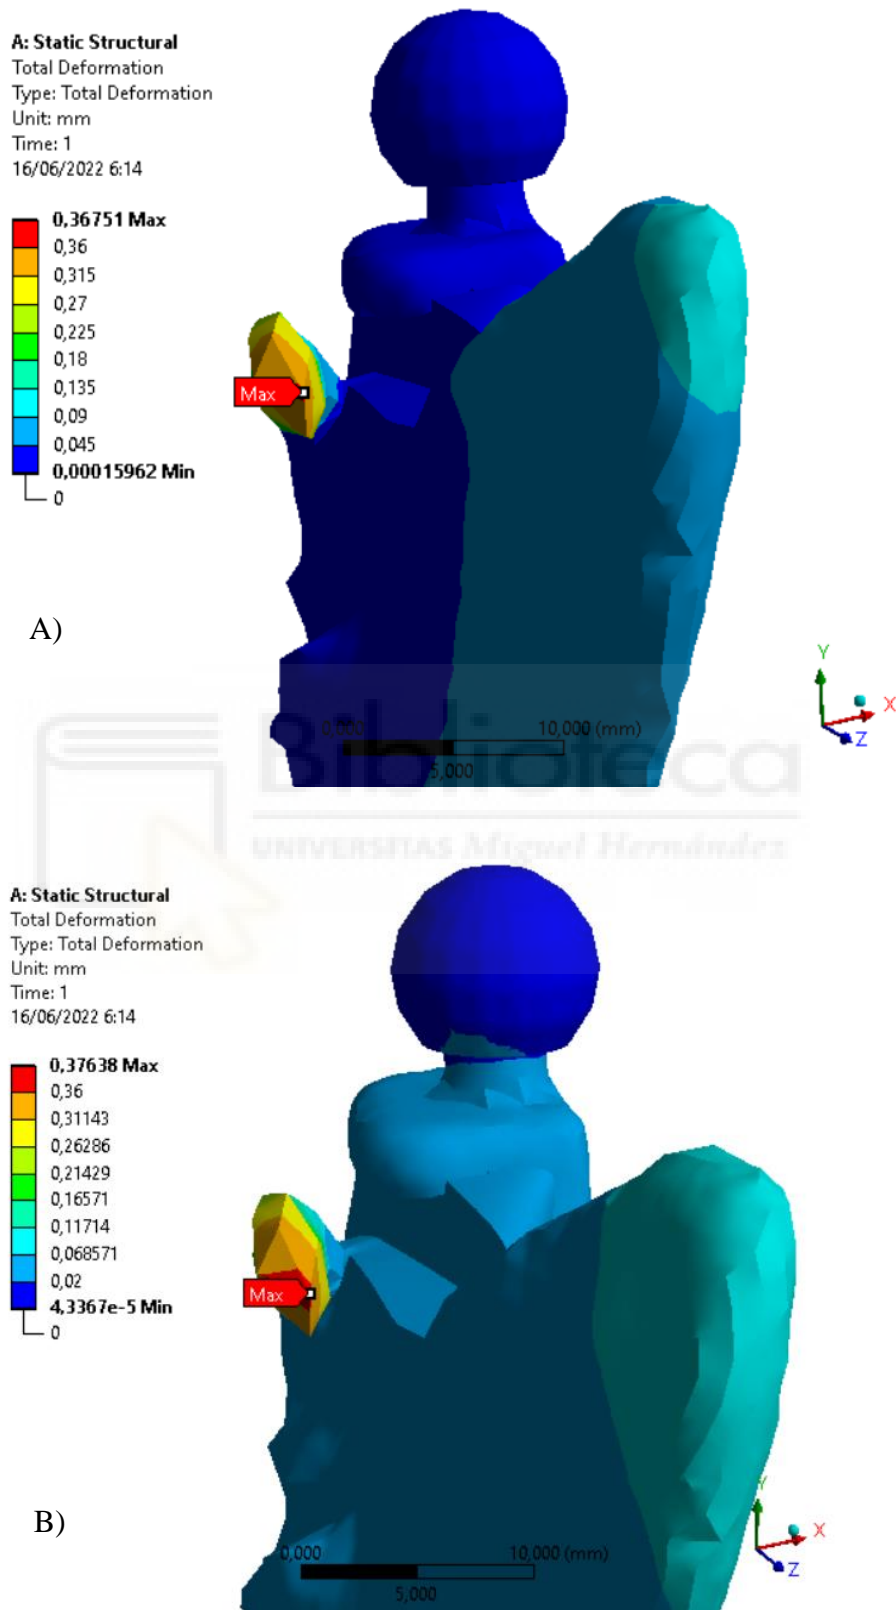 A: Static Structural
Total Deformation
Type: Total Deformation
Unit: mm
Time: 1
16/06/2022 6:14
0,36751 Max
0,36
0,315
0,27
0,225
0,18
0,135
0,09
0,045
0,00015962 Min
0
Max
A)
Y
X
Z
0,000
10,000 (mm)
5,000
Biblioteca
UNIVERSITAS Miguel Hernández
A: Static Structural
Total Deformation
Type: Total Deformation
Unit: mm
Time: 1
16/06/2022 6:14
0,37638 Max
0,36
0,31143
0,26286
0,21429
0,16571
0,11714
0,068571
0,02
4,3367e-5 Min
0
Max
B)
Y
X
Z
0,000
10,000 (mm)
5,000